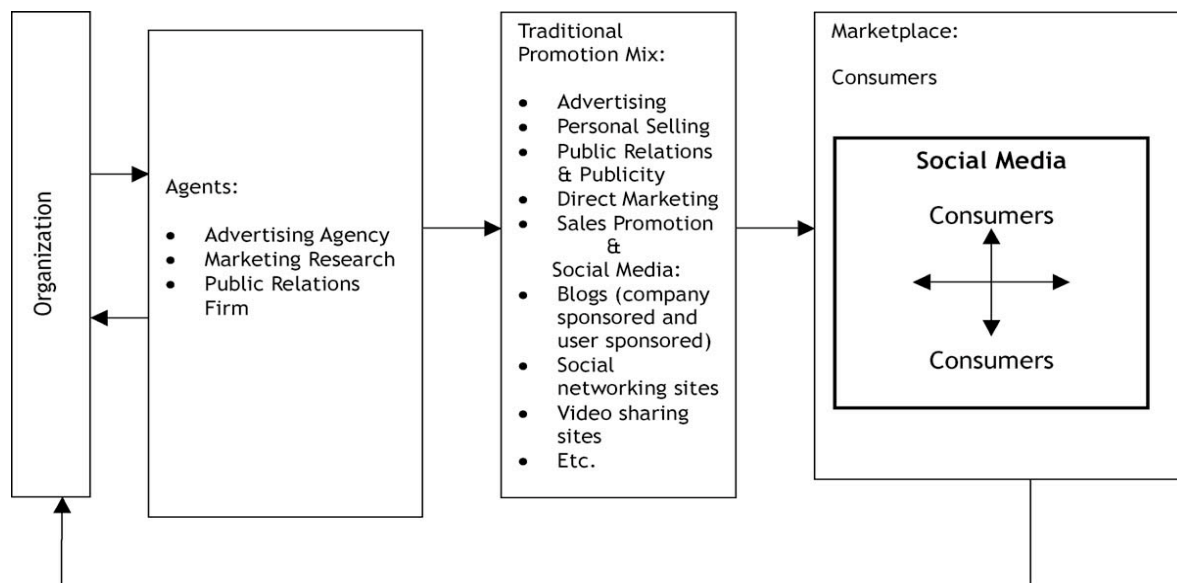 Organization
Agents:
• Advertising Agency
• Marketing Research
• Public Relations
Firm
Traditional
Promotion Mix:
• Advertising
• Personal Selling
• Public Relations
& Publicity
• Direct Marketing
• Sales Promotion
&
Social Media:
• Blogs (company
sponsored and
user sponsored)
• Social
networking sites
• Video sharing
sites
• Etc.
Marketplace:
Consumers
Social Media
Consumers
Consumers